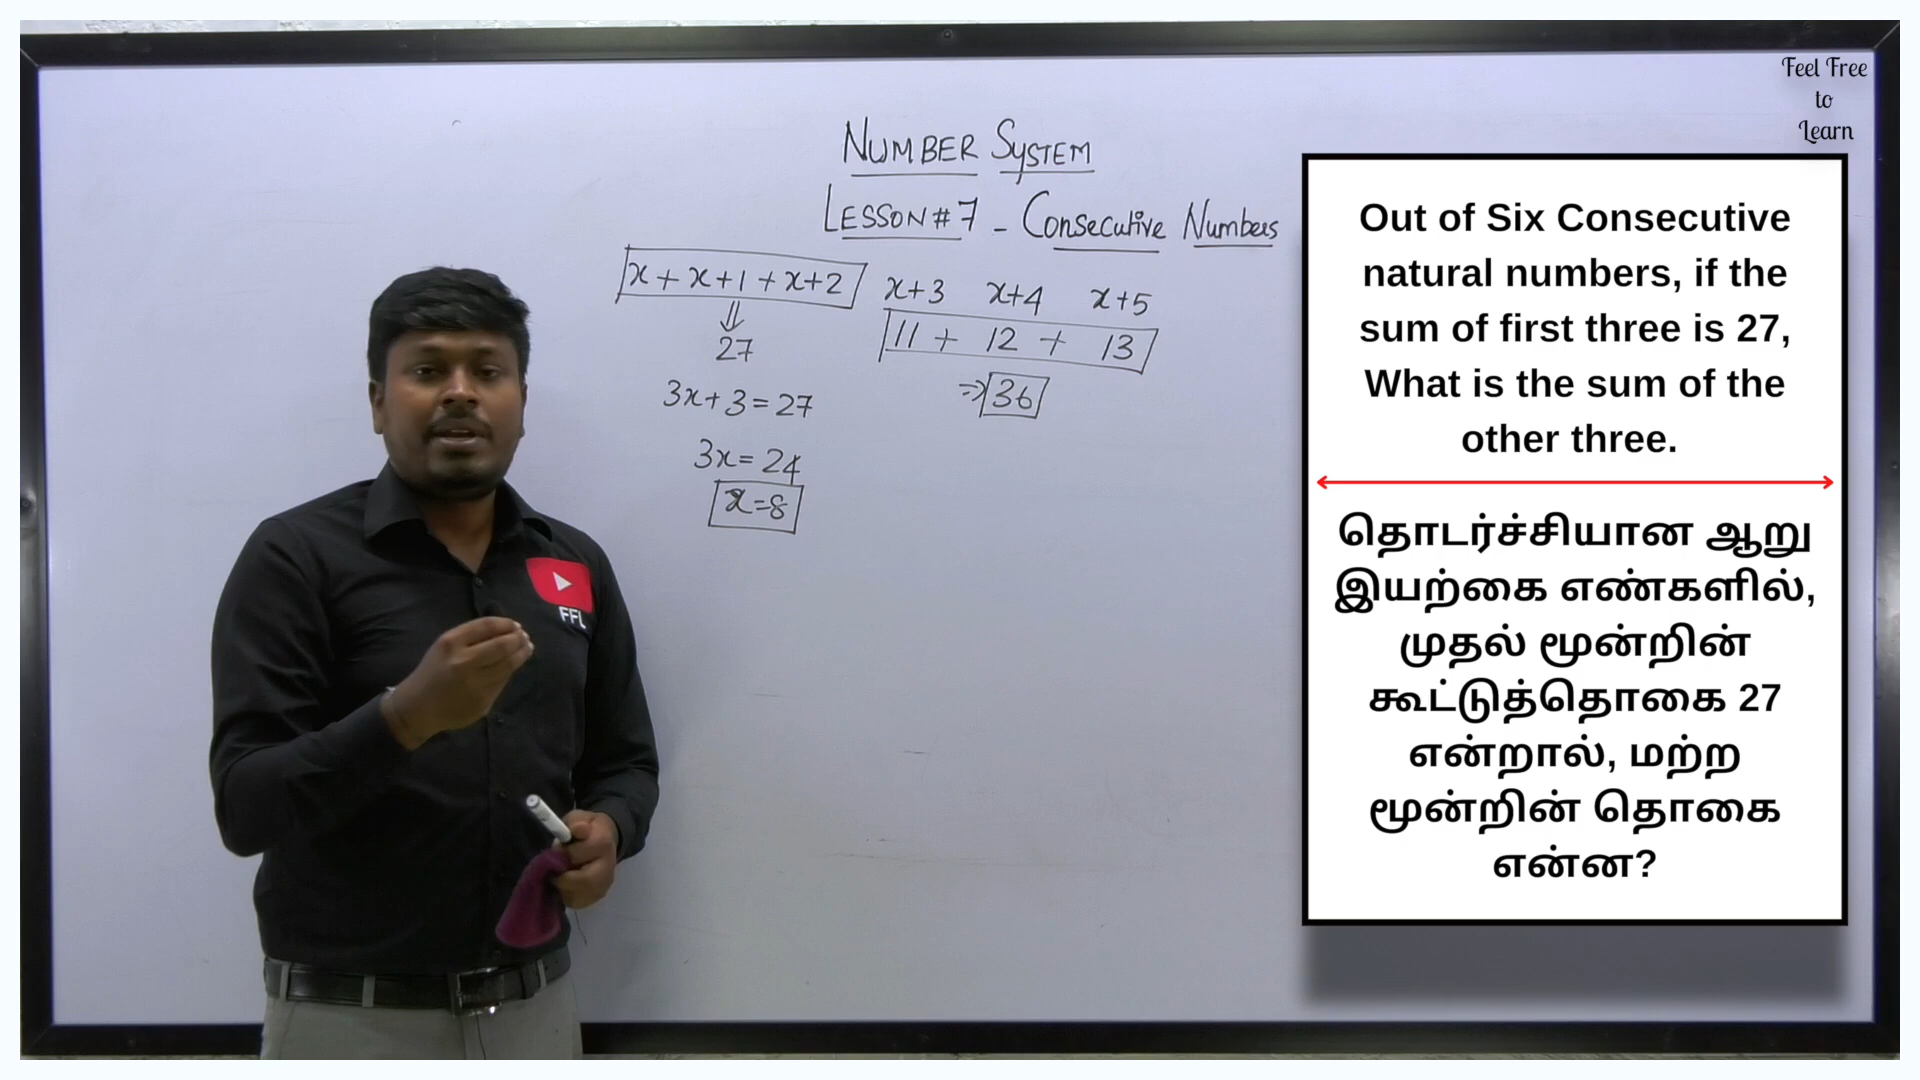 Feel Free
to
Learn
NUMBER SYSTEM
LESSON # 7 - Consecutive Numbers
x + x+1 + x+2 x+3 x+4 x+5
⇓
27
11 + 12 + 13
⇒ 36
3x+3=27
3x=24
x=8
FFL
Out of Six Consecutive
natural numbers, if the
sum of first three is 27,
What is the sum of the
other three.
தொடர்ச்சியான ஆறு
இயற்கை எண்களில்,
முதல் மூன்றின்
கூட்டுத்தொகை 27
என்றால், மற்ற
மூன்றின் தொகை
என்ன?